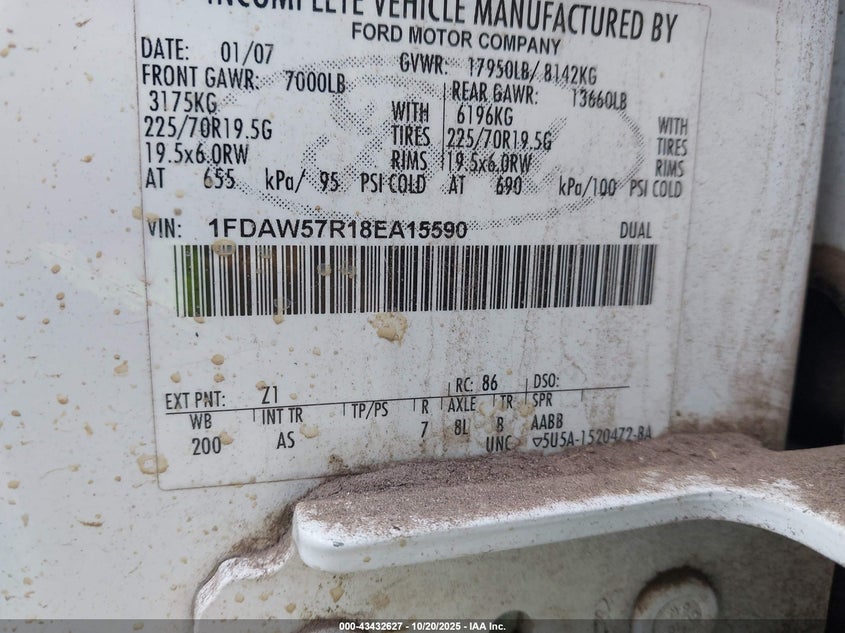 INCOMPLETE VEHICLE MANUFACTURED BY
FORD MOTOR COMPANY
DATE: 01/07 GVWR: 17950LB/ 8142KG
FRONT GAWR: 7000LB REAR GAWR: 13660LB
3175KG WITH 6196KG WITH
225/70R19.5G TIRES 225/70R19.5G TIRES
19.5x6.0RW RIMS 19.5x6.0RW RIMS
AT 655 kPa/ 95 PSI COLD AT 690 kPa/100 PSI COLD
VIN: 1FDAW57R18EA15590 DUAL
EXT PNT: Z1 RC: 86 DSO:
WB INT TR TP/PS R AXLE TR SPR
200 AS 7 8L B AABB
UNC ▽5U5A-1520472-BA
000-43432627 - 10/20/2025 - IAA Inc.